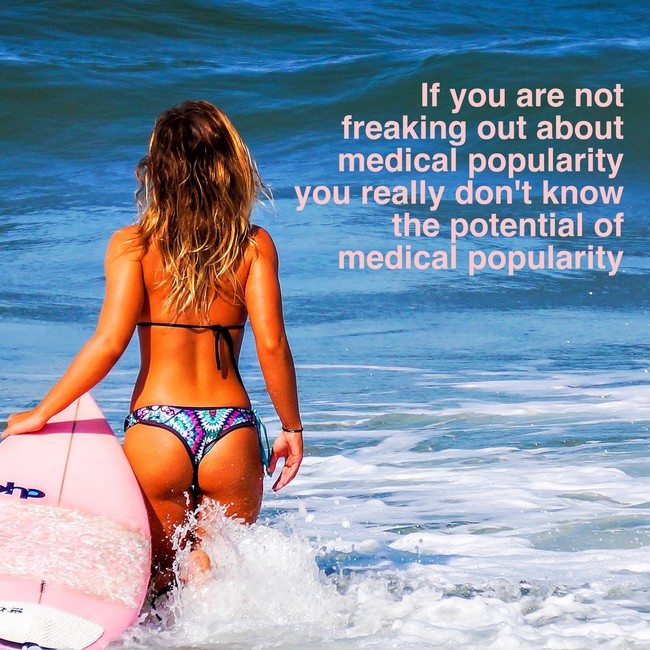 If you are not
freaking out about
medical popularity
you really don't know
the potential of
medical popularity